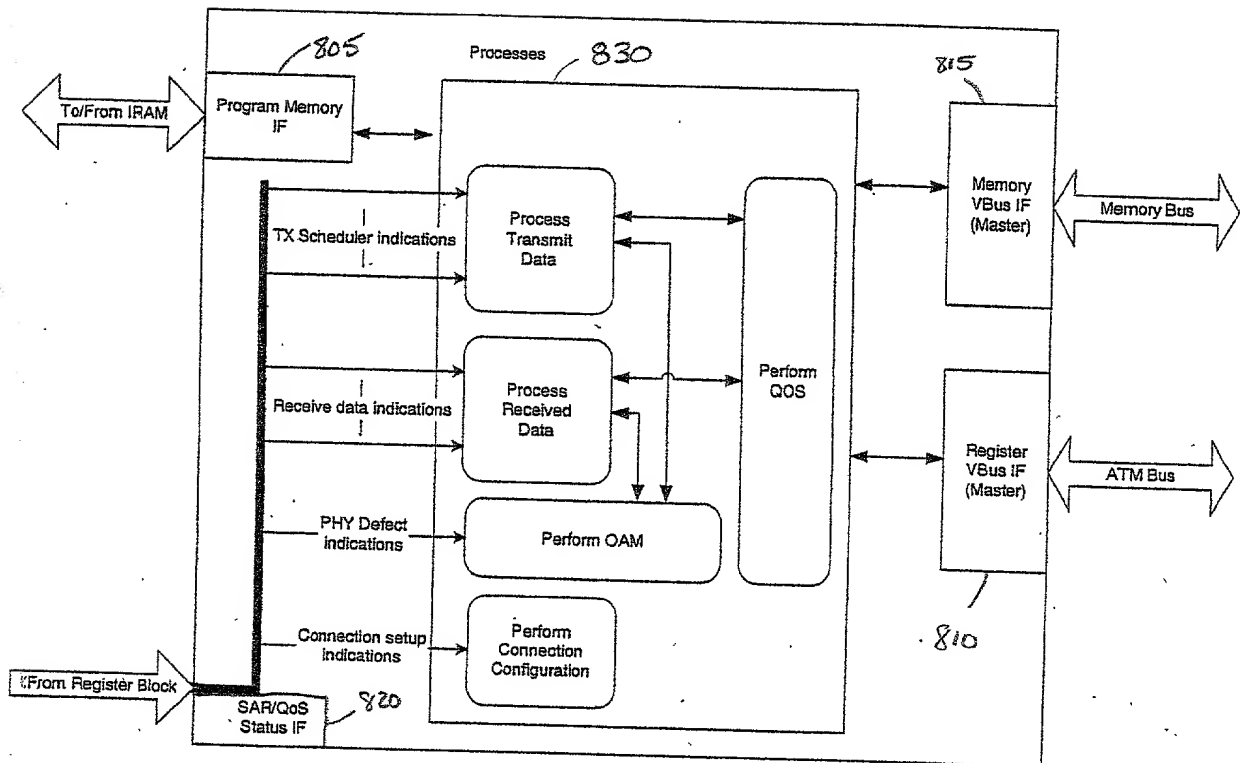 805
Processes
830
815
To/From IRAM
Program Memory
IF
Process
Transmit
Data
TX Scheduler indications
Memory
VBus IF
(Master)
Memory Bus
Process
Received
Data
Receive data indications
Perform
QOS
Register
VBus IF
(Master)
ATM Bus
PHY Defect
indications
Perform OAM
810
Connection setup
indications
Perform
Connection
Configuration
From Register Block
SAR/QoS
Status IF
820